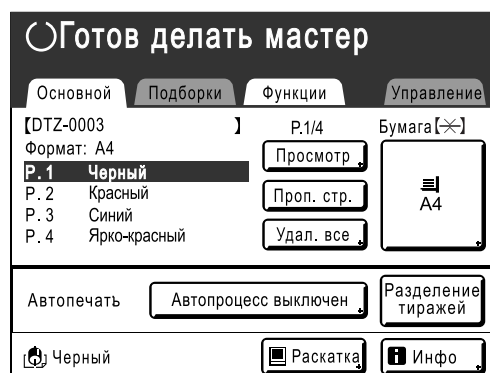 Готов делать мастер
Основной Подборки Функции Управление
【DTZ-0003 】 P.1/4 Бумага【】
Формат: A4 Просмотр
P.1 Черный
P.2 Красный Проп. стр. A4
P.3 Синий
P.4 Ярко-красный Удал. все
Автопечать Автопроцесс выключен Разделение
тиражей
Черный Раскатка Инфо